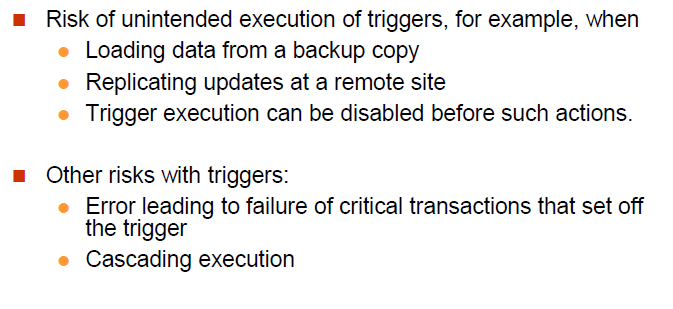 Risk of unintended execution of triggers, for example, when
Loading data from a backup copy
Replicating updates at a remote site
Trigger execution can be disabled before such actions.
Other risks with triggers:
Error leading to failure of critical transactions that set off
the trigger
Cascading execution